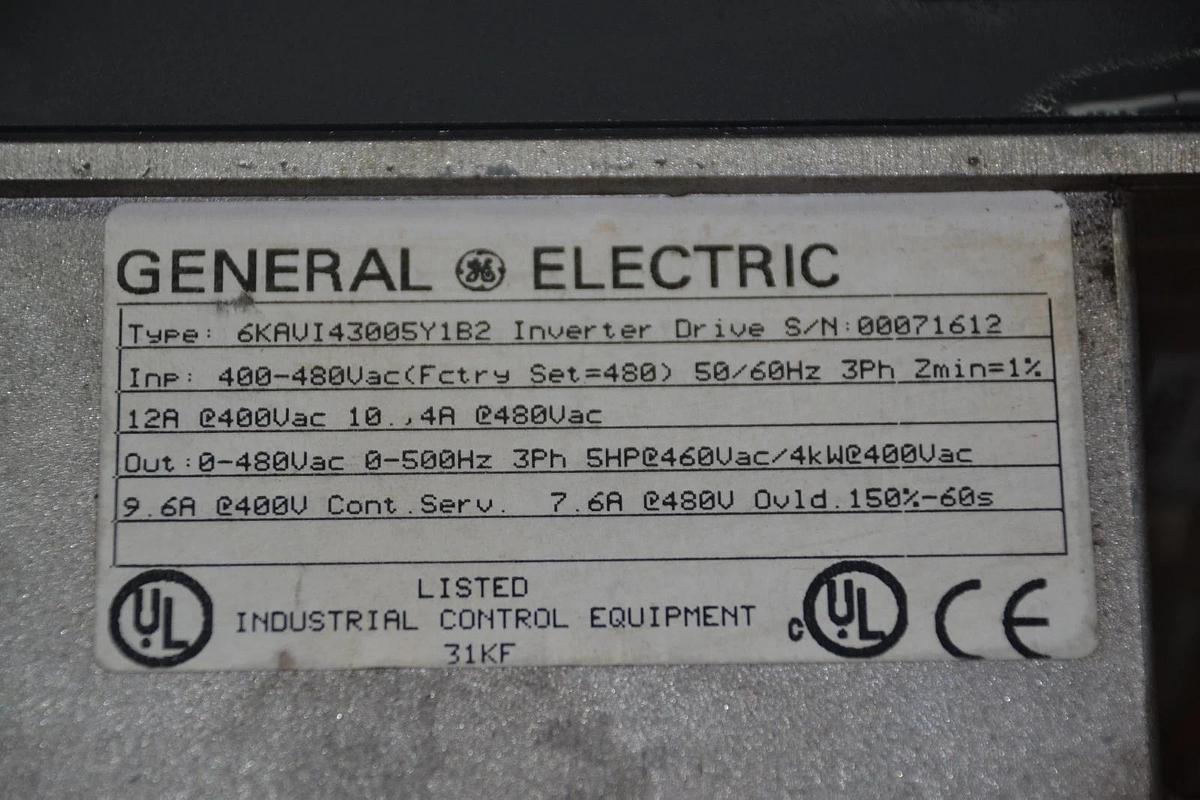 GENERAL GE ELECTRIC
Type: 6KAVI43005Y1B2 Inverter Drive S/N:00071612
Inp: 400-480Vac(Fctry Set=480) 50/60Hz 3Ph Zmin=1%
12A @400Vac 10.,4A @480Vac
Out:0-480Vac 0-500Hz 3Ph 5HP@460Vac/4kW@400Vac
9.6A @400V Cont.Serv. 7.6A @480V Ovld.150%-60s
LISTED
UL INDUSTRIAL CONTROL EQUIPMENT c UL CE
31KF